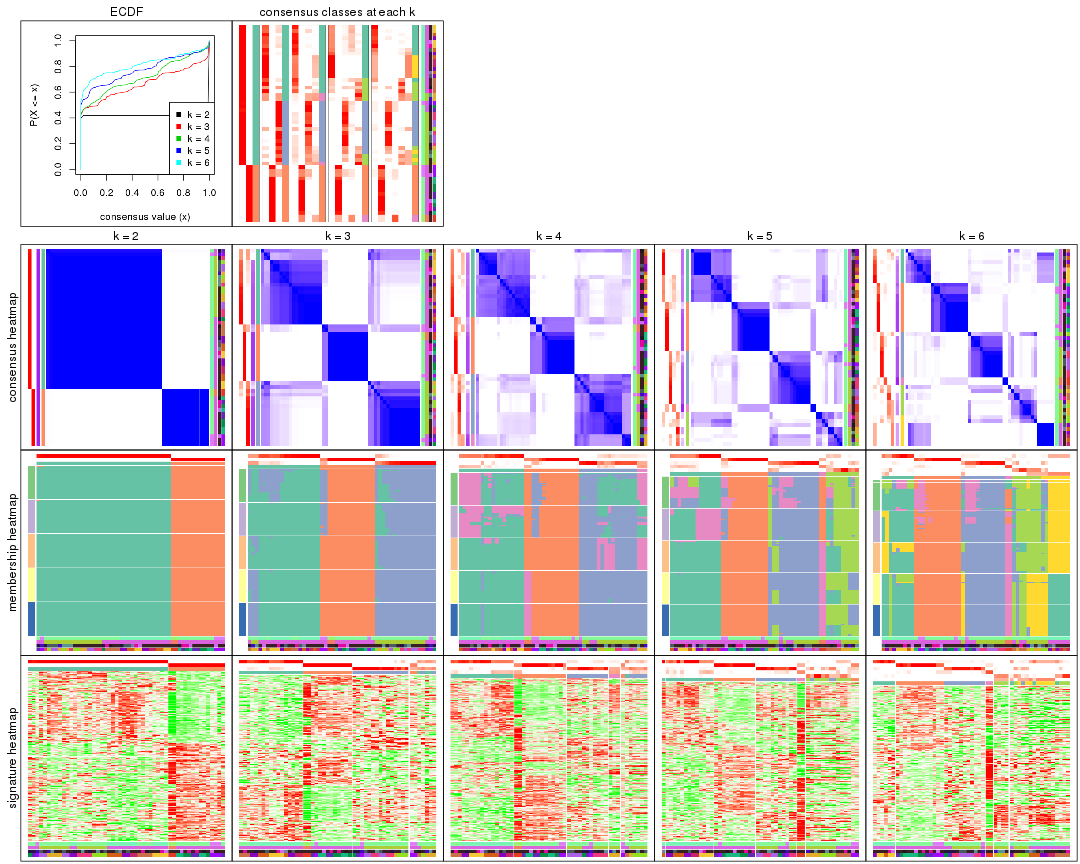 ECDF
consensus classes at each k
P(X <= x)
0.0
0.2
0.4
0.6
0.8
1.0
k = 2
k = 3
k = 4
k = 5
k = 6
0.0 0.2 0.4 0.6 0.8 1.0
consensus value (x)
k = 2
k = 3
k = 4
k = 5
k = 6
consensus heatmap
membership heatmap
signature heatmap